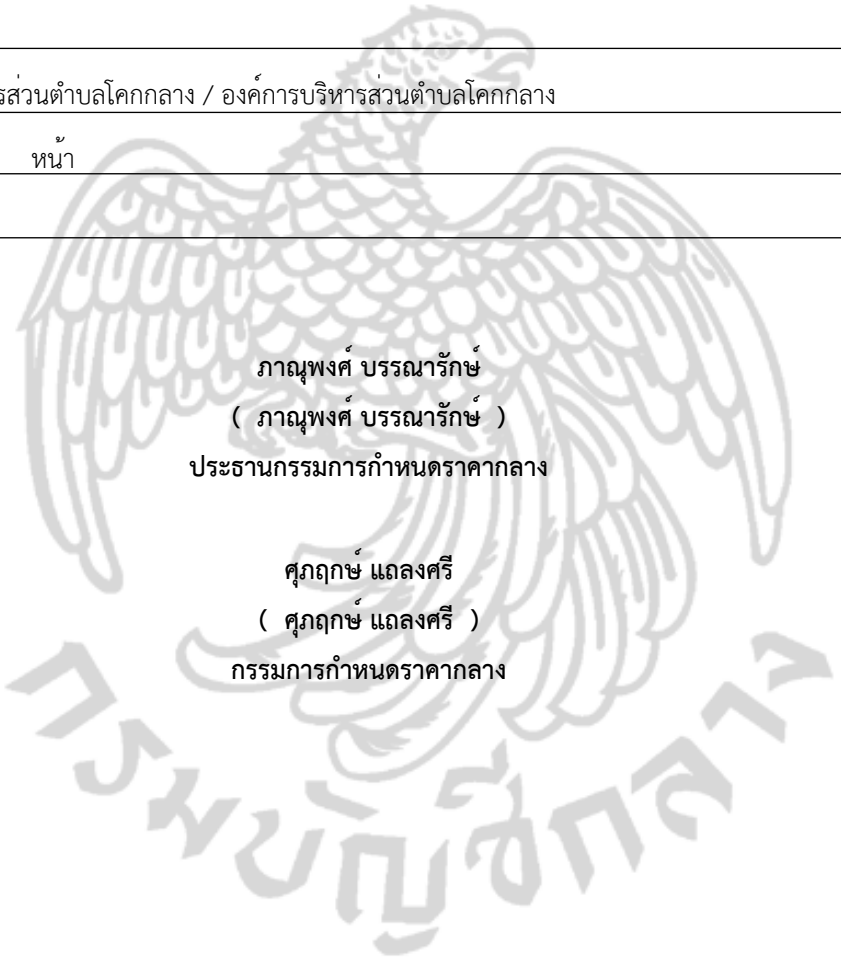 รส่วนตำบลโคกกลาง / องค์การบริหารส่วนตำบลโคกกลาง
หน้า
ภาณุพงศ์ บรรณารักษ์
( ภาณุพงศ์ บรรณารักษ์ )
ประธานกรรมการกำหนดราคากลาง
ศุภฤกษ์ แถลงศรี
( ศุภฤกษ์ แถลงศรี )
กรรมการกำหนดราคากลาง
กรมบัญชีกลาง